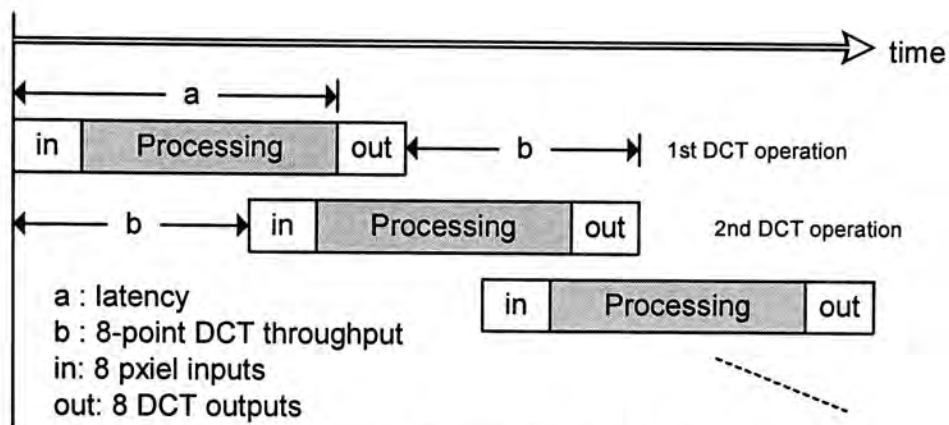 time
a
in Processing out b 1st DCT operation
b in Processing out 2nd DCT operation
in Processing out
a : latency
b : 8-point DCT throughput
in: 8 pxiel inputs
out: 8 DCT outputs